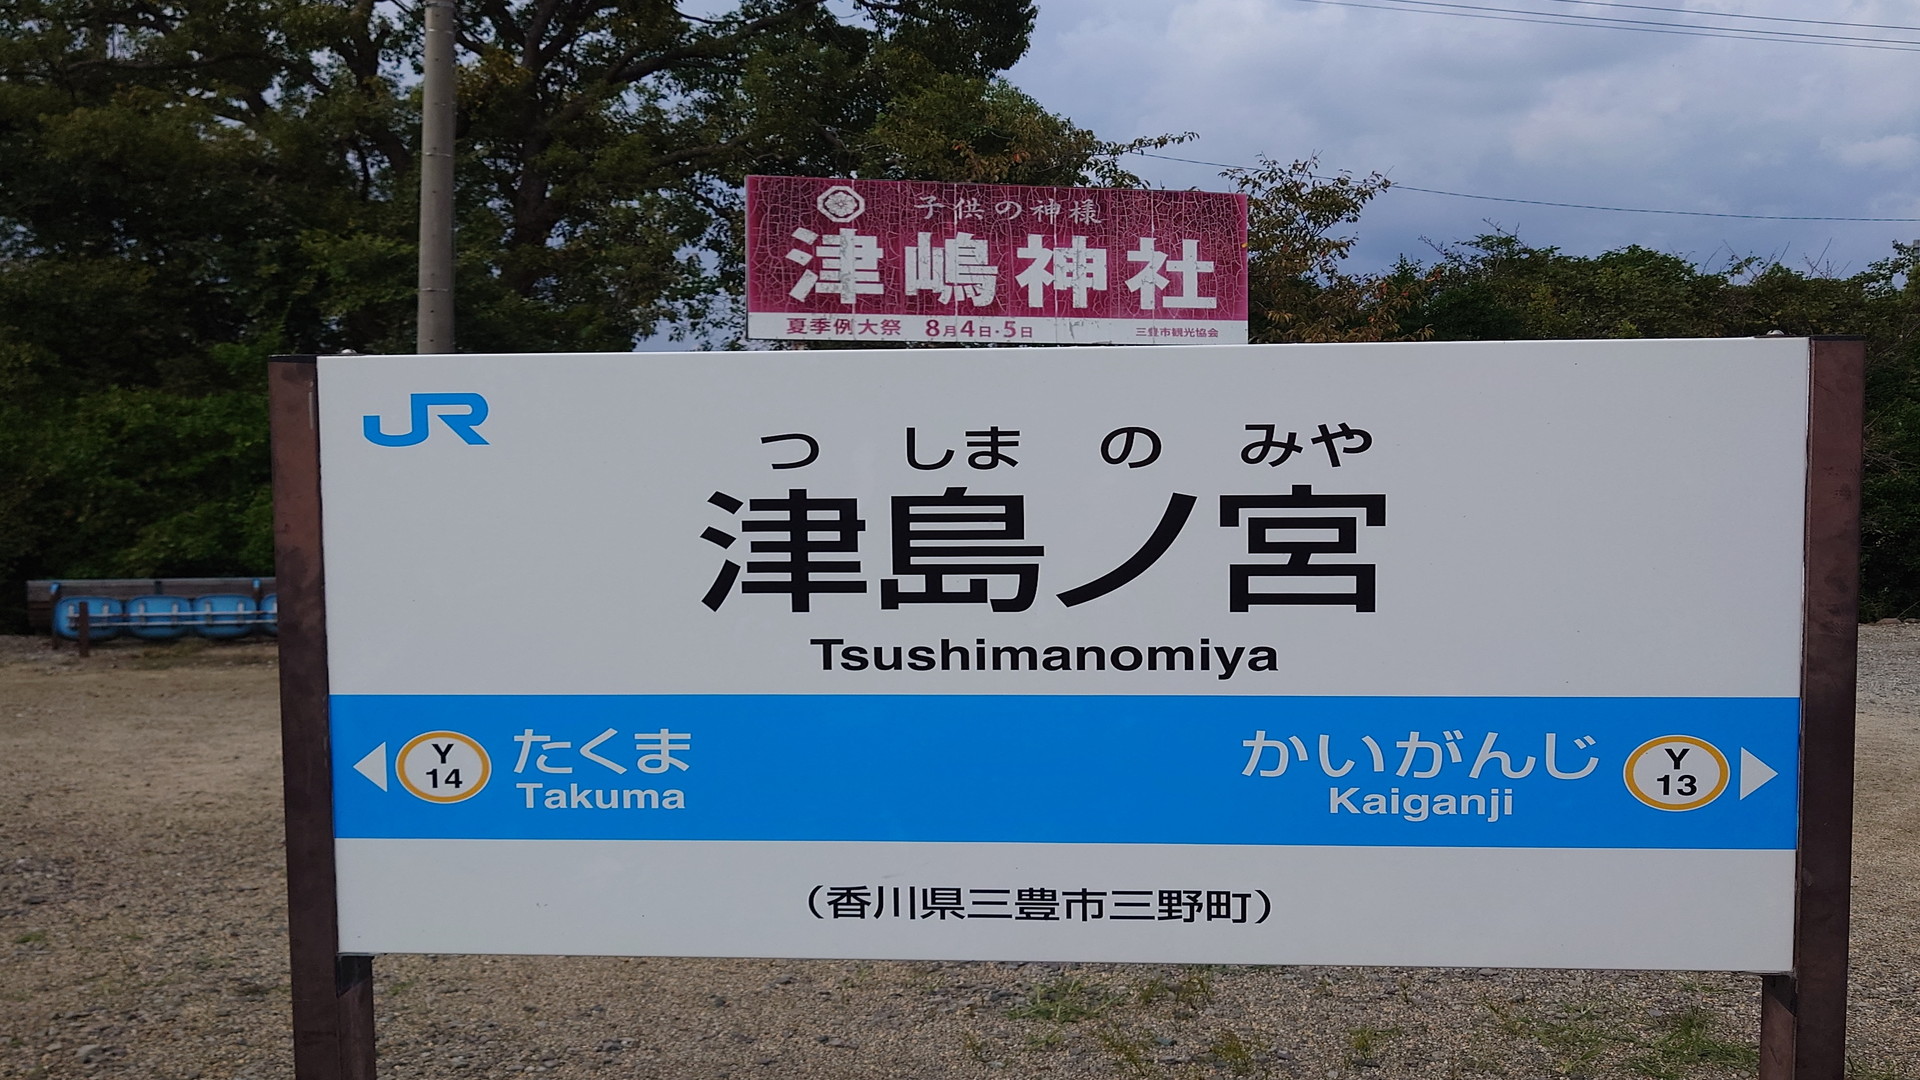 子供の神様
津嶋神社
夏季例大祭 8月4日・5日 三豊市観光協会
JR
つ しま の みや
津島ノ宮
Tsushimanomiya
Y 14 たくま
Takuma
かいがんじ Y 13
Kaiganji
（香川県三豊市三野町）